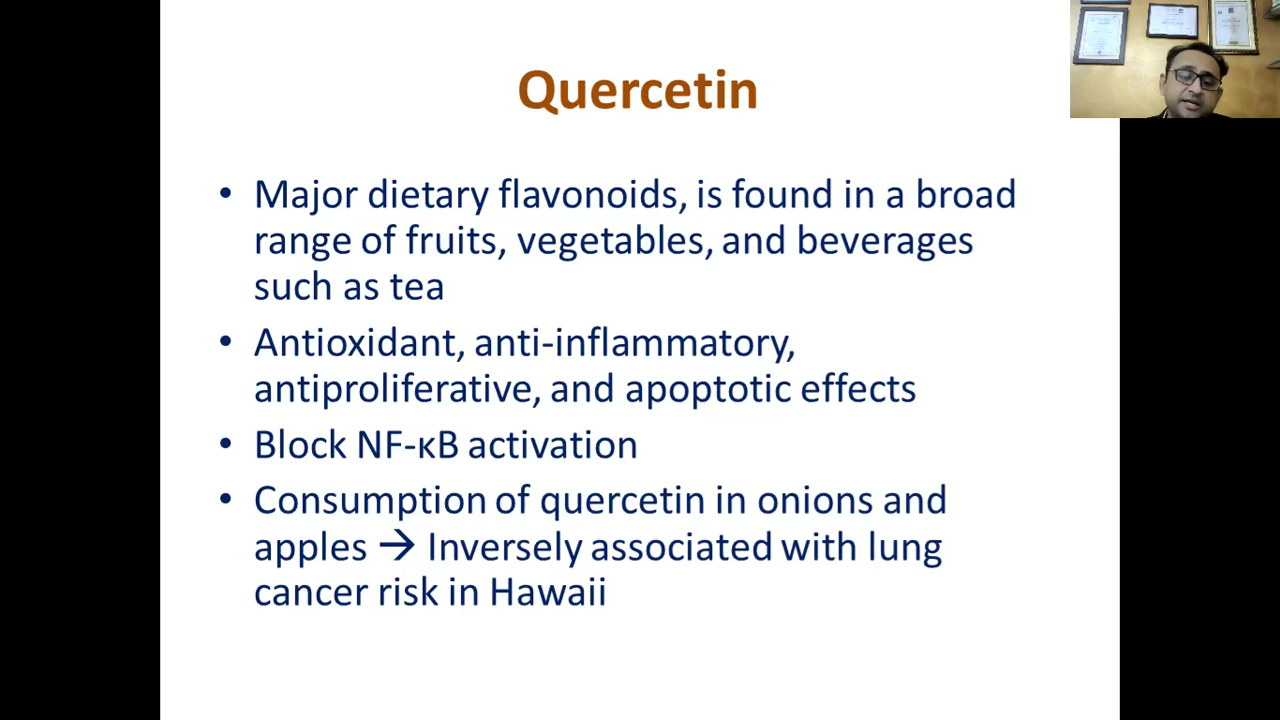 Quercetin
• Major dietary flavonoids, is found in a broad
range of fruits, vegetables, and beverages
such as tea
• Antioxidant, anti-inflammatory,
antiproliferative, and apoptotic effects
• Block NF-κB activation
• Consumption of quercetin in onions and
apples → Inversely associated with lung
cancer risk in Hawaii